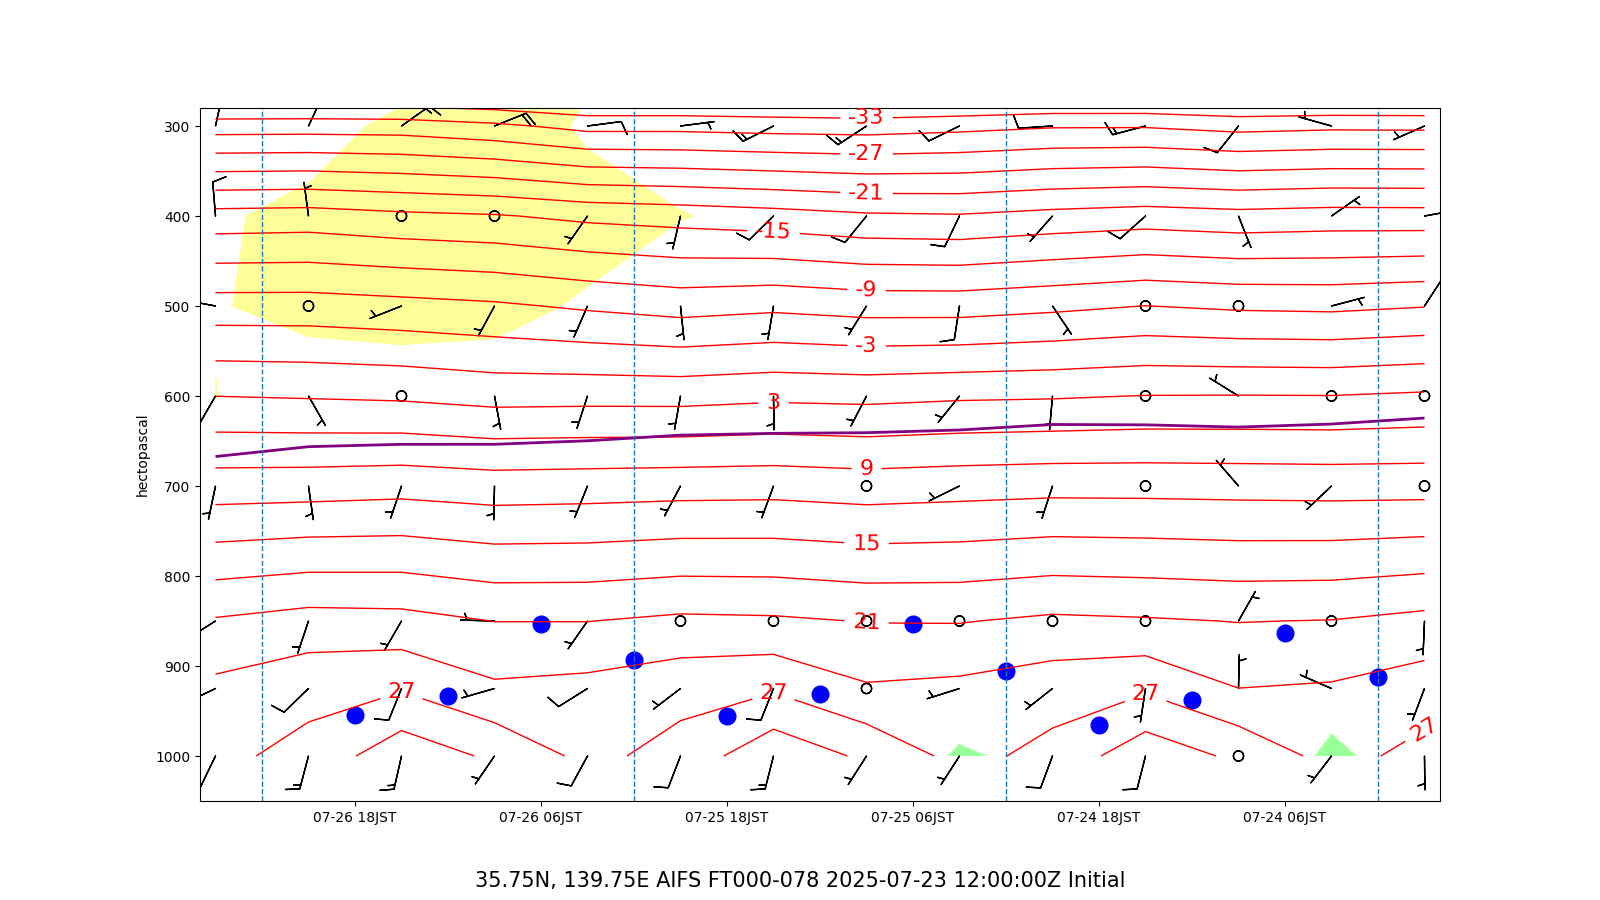 300
400
500
600
700
800
900
1000
hectopascal
-33
-27
-21
-15
-9
-3
3
9
15
21
27
27
27
27
07-26 18JST
07-26 06JST
07-25 18JST
07-25 06JST
07-24 18JST
07-24 06JST
35.75N, 139.75E AIFS FT000-078 2025-07-23 12:00:00Z Initial